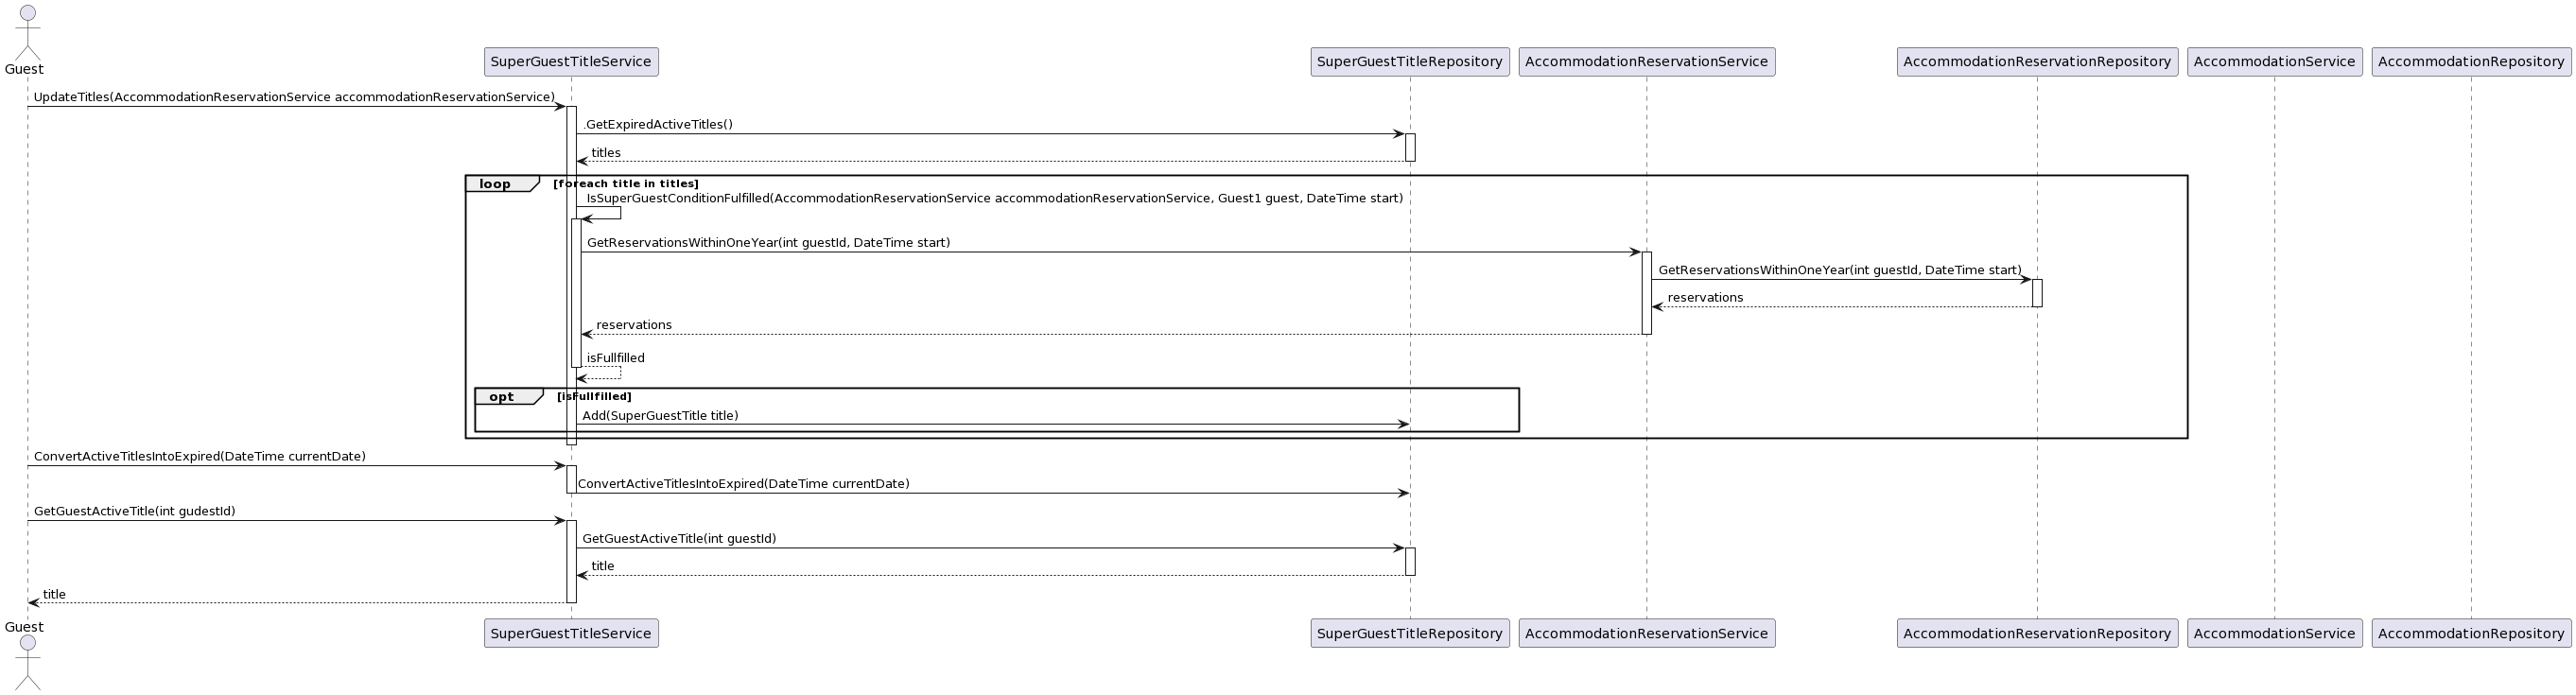 Guest
SuperGuestTitleService
SuperGuestTitleRepository
AccommodationReservationService
AccommodationReservationRepository
AccommodationService
AccommodationRepository
UpdateTitles(AccommodationReservationService accommodationReservationService)
.GetExpiredActiveTitles()
titles
loop
[foreach title in titles]
IsSuperGuestConditionFulfilled(AccommodationReservationService accommodationReservationService, Guest1 guest, DateTime start)
GetReservationsWithinOneYear(int guestId, DateTime start)
GetReservationsWithinOneYear(int guestId, DateTime start)
reservations
reservations
isFullfilled
opt
[isFullfilled]
Add(SuperGuestTitle title)
ConvertActiveTitlesIntoExpired(DateTime currentDate)
ConvertActiveTitlesIntoExpired(DateTime currentDate)
GetGuestActiveTitle(int gudestId)
GetGuestActiveTitle(int guestId)
title
title
Guest
SuperGuestTitleService
SuperGuestTitleRepository
AccommodationReservationService
AccommodationReservationRepository
AccommodationService
AccommodationRepository